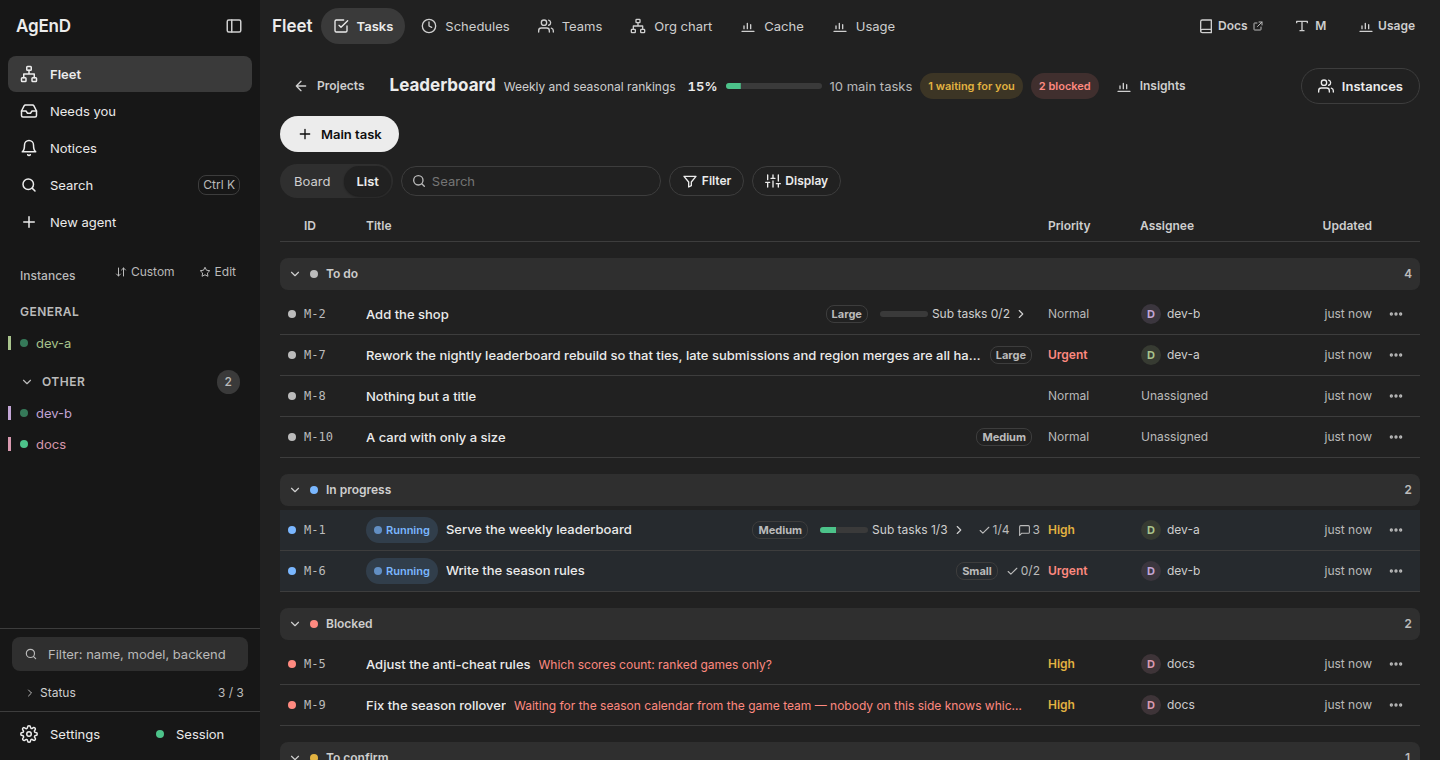 AgEnD
Fleet
Needs you
Notices
Search Ctrl K
New agent
Instances Custom Edit
GENERAL
dev-a
OTHER 2
dev-b
docs
Filter: name, model, backend
Status 3 / 3
Settings Session
Fleet Tasks Schedules Teams Org chart Cache Usage Docs M Usage
Projects Leaderboard Weekly and seasonal rankings 15% 10 main tasks 1 waiting for you 2 blocked Insights Instances
Main task
Board List Search Filter Display
ID Title Priority Assignee Updated
To do 4
M-2 Add the shop Large Sub tasks 0/2 Normal D dev-b just now
M-7 Rework the nightly leaderboard rebuild so that ties, late submissions and region merges are all ha... Large Urgent D dev-a just now
M-8 Nothing but a title Normal Unassigned just now
M-10 A card with only a size Medium Normal Unassigned just now
In progress 2
M-1 Running Serve the weekly leaderboard Medium Sub tasks 1/3 1/4 3 High D dev-a just now
M-6 Running Write the season rules Small 0/2 Urgent D dev-b just now
Blocked 2
M-5 Adjust the anti-cheat rules Which scores count: ranked games only? High D docs just now
M-9 Fix the season rollover Waiting for the season calendar from the game team — nobody on this side knows whic... High D docs just now
To confirm 1